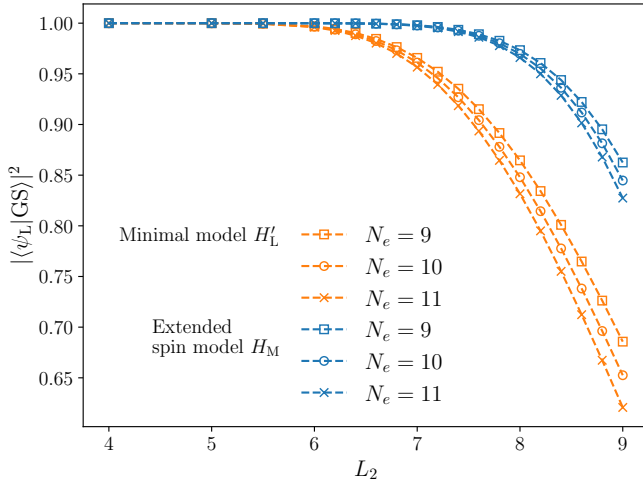 |⟨ψ_L|GS⟩|²
1.00
0.95
0.90
0.85
0.80
0.75
0.70
0.65
Minimal model H′_L
N_e = 9
N_e = 10
N_e = 11
Extended
spin model H_M
N_e = 9
N_e = 10
N_e = 11
4 5 6 7 8 9
L_2